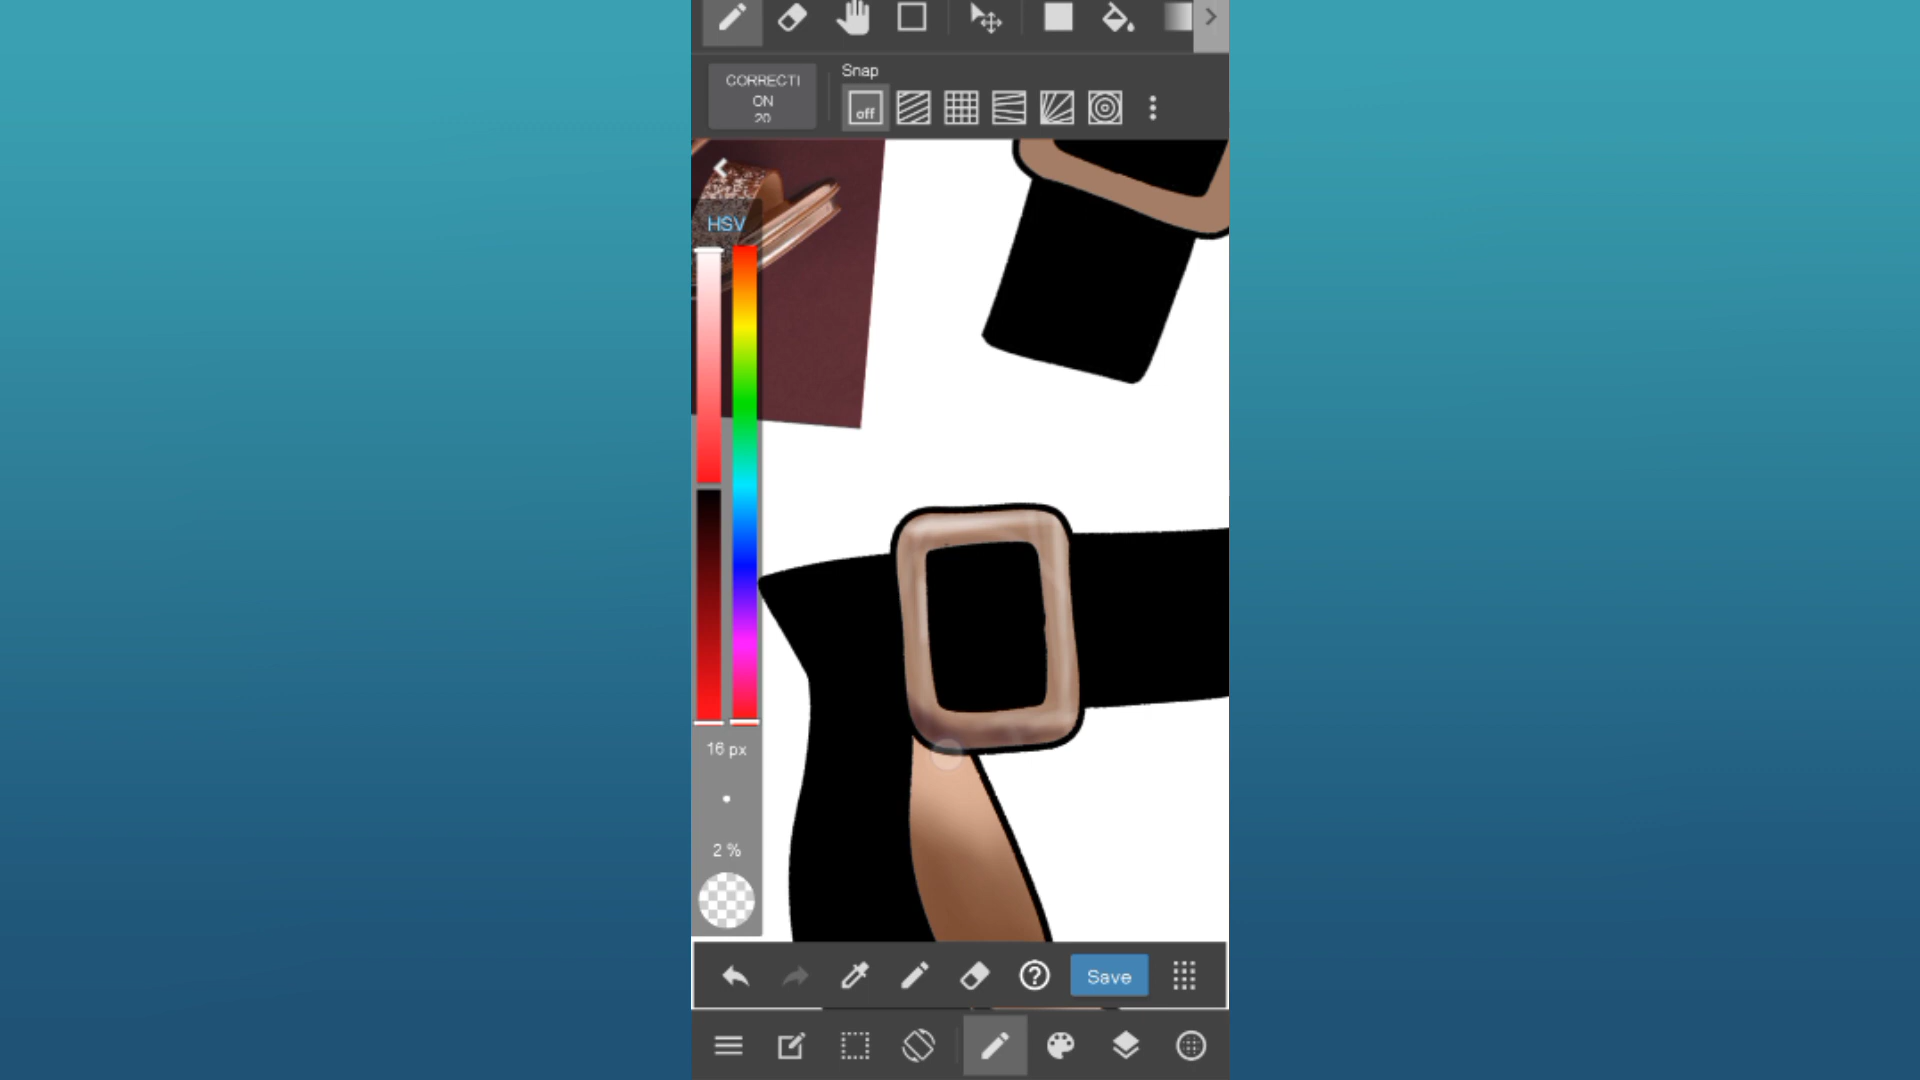 Snap
CORRECTI
ON
20
off
HSV
16 px
2 %
Save